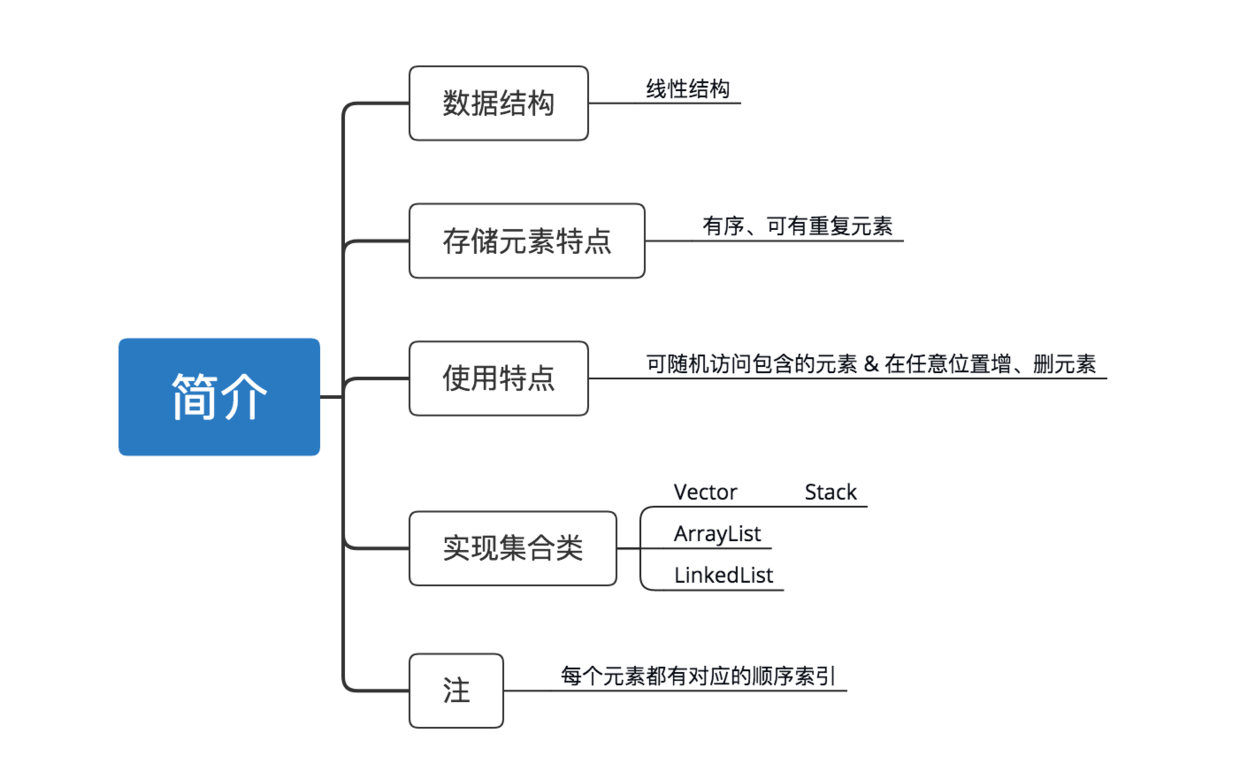 数据结构
线性结构
存储元素特点
有序、可有重复元素
简介
使用特点
可随机访问包含的元素 & 在任意位置增、删元素
实现集合类
Vector Stack
ArrayList
LinkedList
注
每个元素都有对应的顺序索引